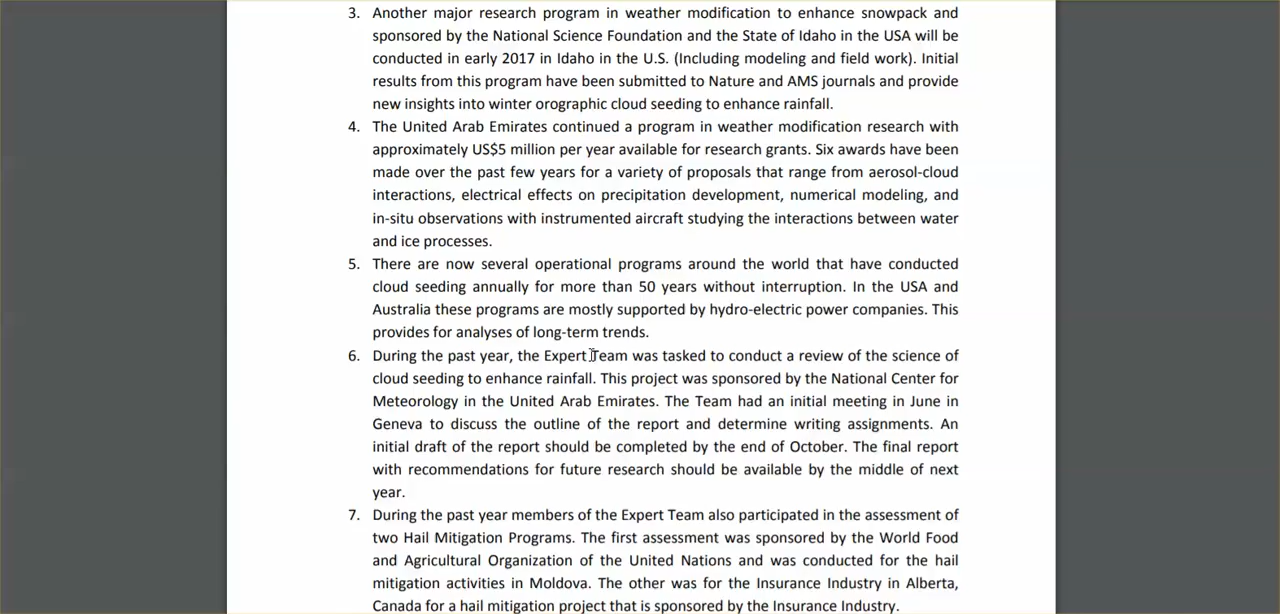 3. Another major research program in weather modification to enhance snowpack and
sponsored by the National Science Foundation and the State of Idaho in the USA will be
conducted in early 2017 in Idaho in the U.S. (Including modeling and field work). Initial
results from this program have been submitted to Nature and AMS journals and provide
new insights into winter orographic cloud seeding to enhance rainfall.
4. The United Arab Emirates continued a program in weather modification research with
approximately US$5 million per year available for research grants. Six awards have been
made over the past few years for a variety of proposals that range from aerosol-cloud
interactions, electrical effects on precipitation development, numerical modeling, and
in-situ observations with instrumented aircraft studying the interactions between water
and ice processes.
5. There are now several operational programs around the world that have conducted
cloud seeding annually for more than 50 years without interruption. In the USA and
Australia these programs are mostly supported by hydro-electric power companies. This
provides for analyses of long-term trends.
6. During the past year, the Expert Team was tasked to conduct a review of the science of
cloud seeding to enhance rainfall. This project was sponsored by the National Center for
Meteorology in the United Arab Emirates. The Team had an initial meeting in June in
Geneva to discuss the outline of the report and determine writing assignments. An
initial draft of the report should be completed by the end of October. The final report
with recommendations for future research should be available by the middle of next
year.
7. During the past year members of the Expert Team also participated in the assessment of
two Hail Mitigation Programs. The first assessment was sponsored by the World Food
and Agricultural Organization of the United Nations and was conducted for the hail
mitigation activities in Moldova. The other was for the Insurance Industry in Alberta,
Canada for a hail mitigation project that is sponsored by the Insurance Industry.